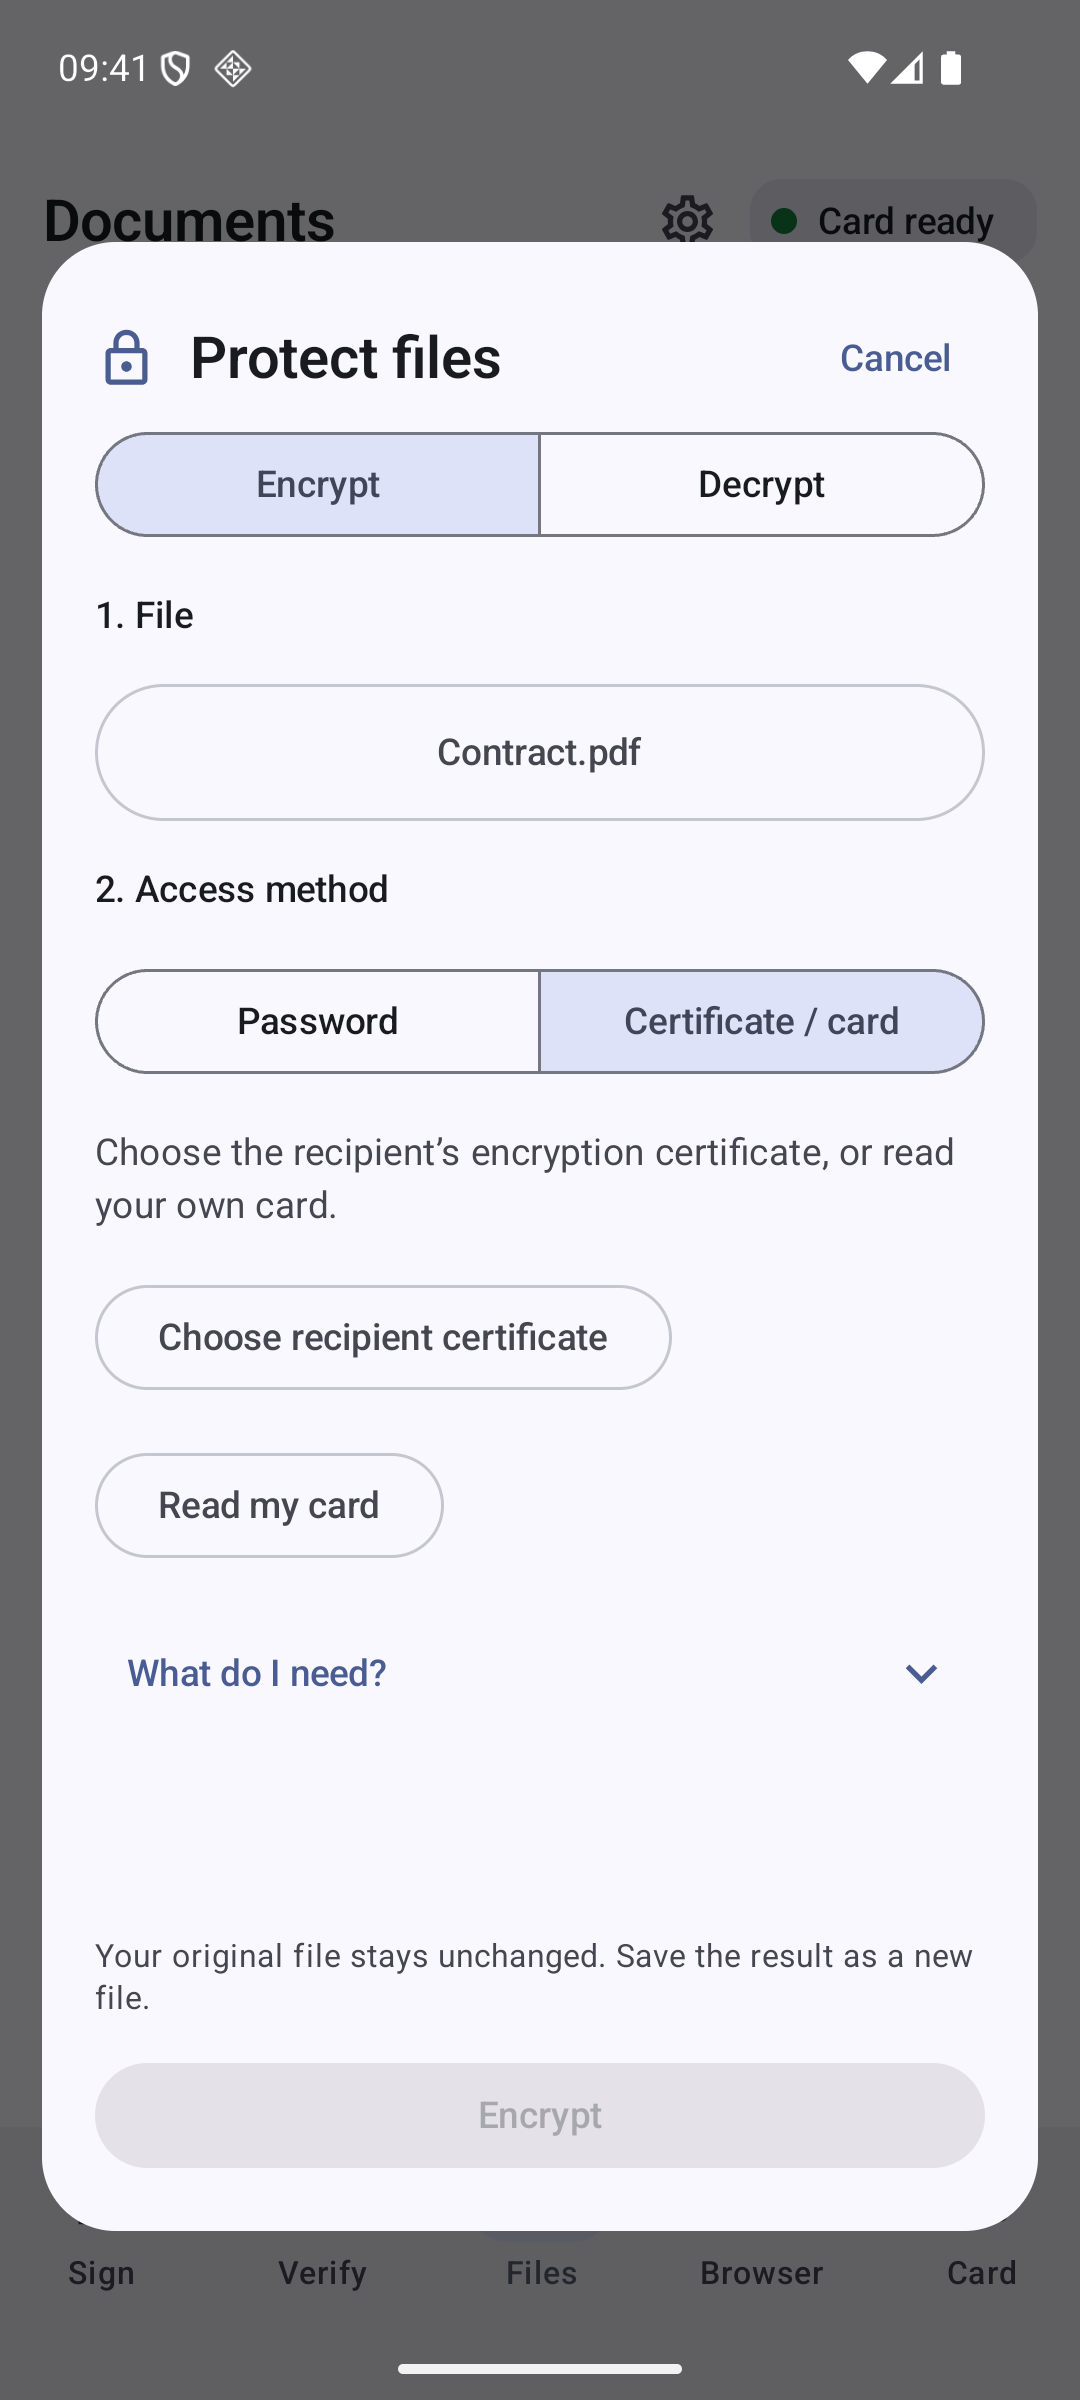 09:41
Documents
Card ready
Protect files
Cancel
Encrypt
Decrypt
1. File
Contract.pdf
2. Access method
Password
Certificate / card
Choose the recipient’s encryption certificate, or read
your own card.
Choose recipient certificate
Read my card
What do I need?
Your original file stays unchanged. Save the result as a new
file.
Encrypt
Sign
Verify
Files
Browser
Card